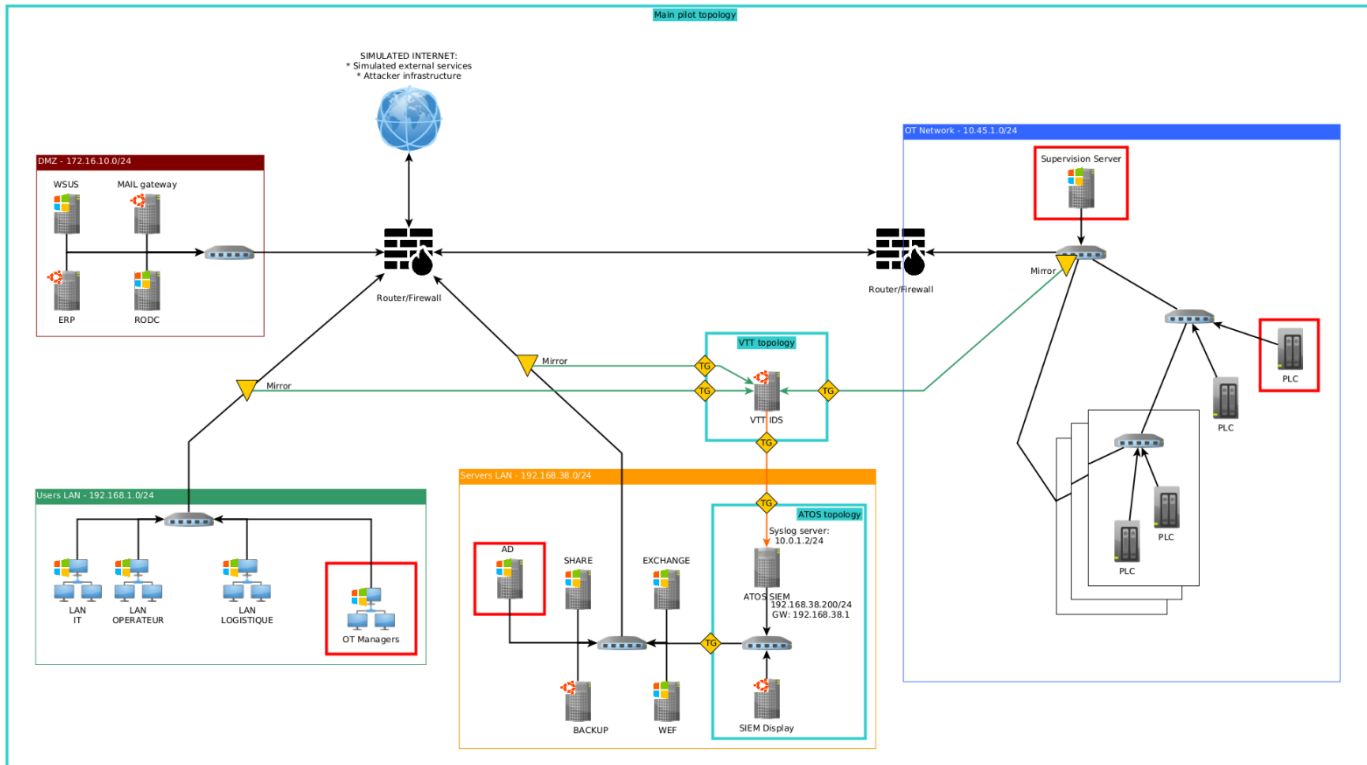 Main pilot topology
SIMULATED INTERNET:
* Simulated external services
* Attacker infrastructure
DMZ - 172.16.10.0/24
WSUS
MAIL gateway
ERP
RODC
Router/Firewall
Router/Firewall
OT Network - 10.45.1.0/24
Supervision Server
Mirror
PLC
PLC
PLC
PLC
Mirror
Mirror
VTT topology
TG
TG
TG
VTT IDS
TG
Users LAN - 192.168.1.0/24
LAN
IT
LAN
OPERATEUR
LAN
LOGISTIQUE
OT Managers
Servers LAN - 192.168.38.0/24
TG
ATOS topology
Syslog server:
10.0.1.2/24
AD
SHARE
EXCHANGE
ATOS SIEM
192.168.38.200/24
GW: 192.168.38.1
TG
BACKUP
WEF
SIEM Display